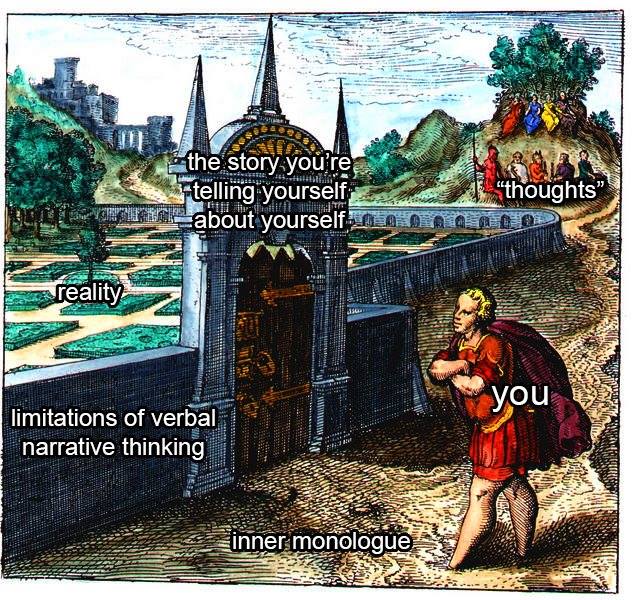 the story you're
telling yourself
about yourself
"thoughts"
reality
you
limitations of verbal
narrative thinking
inner monologue